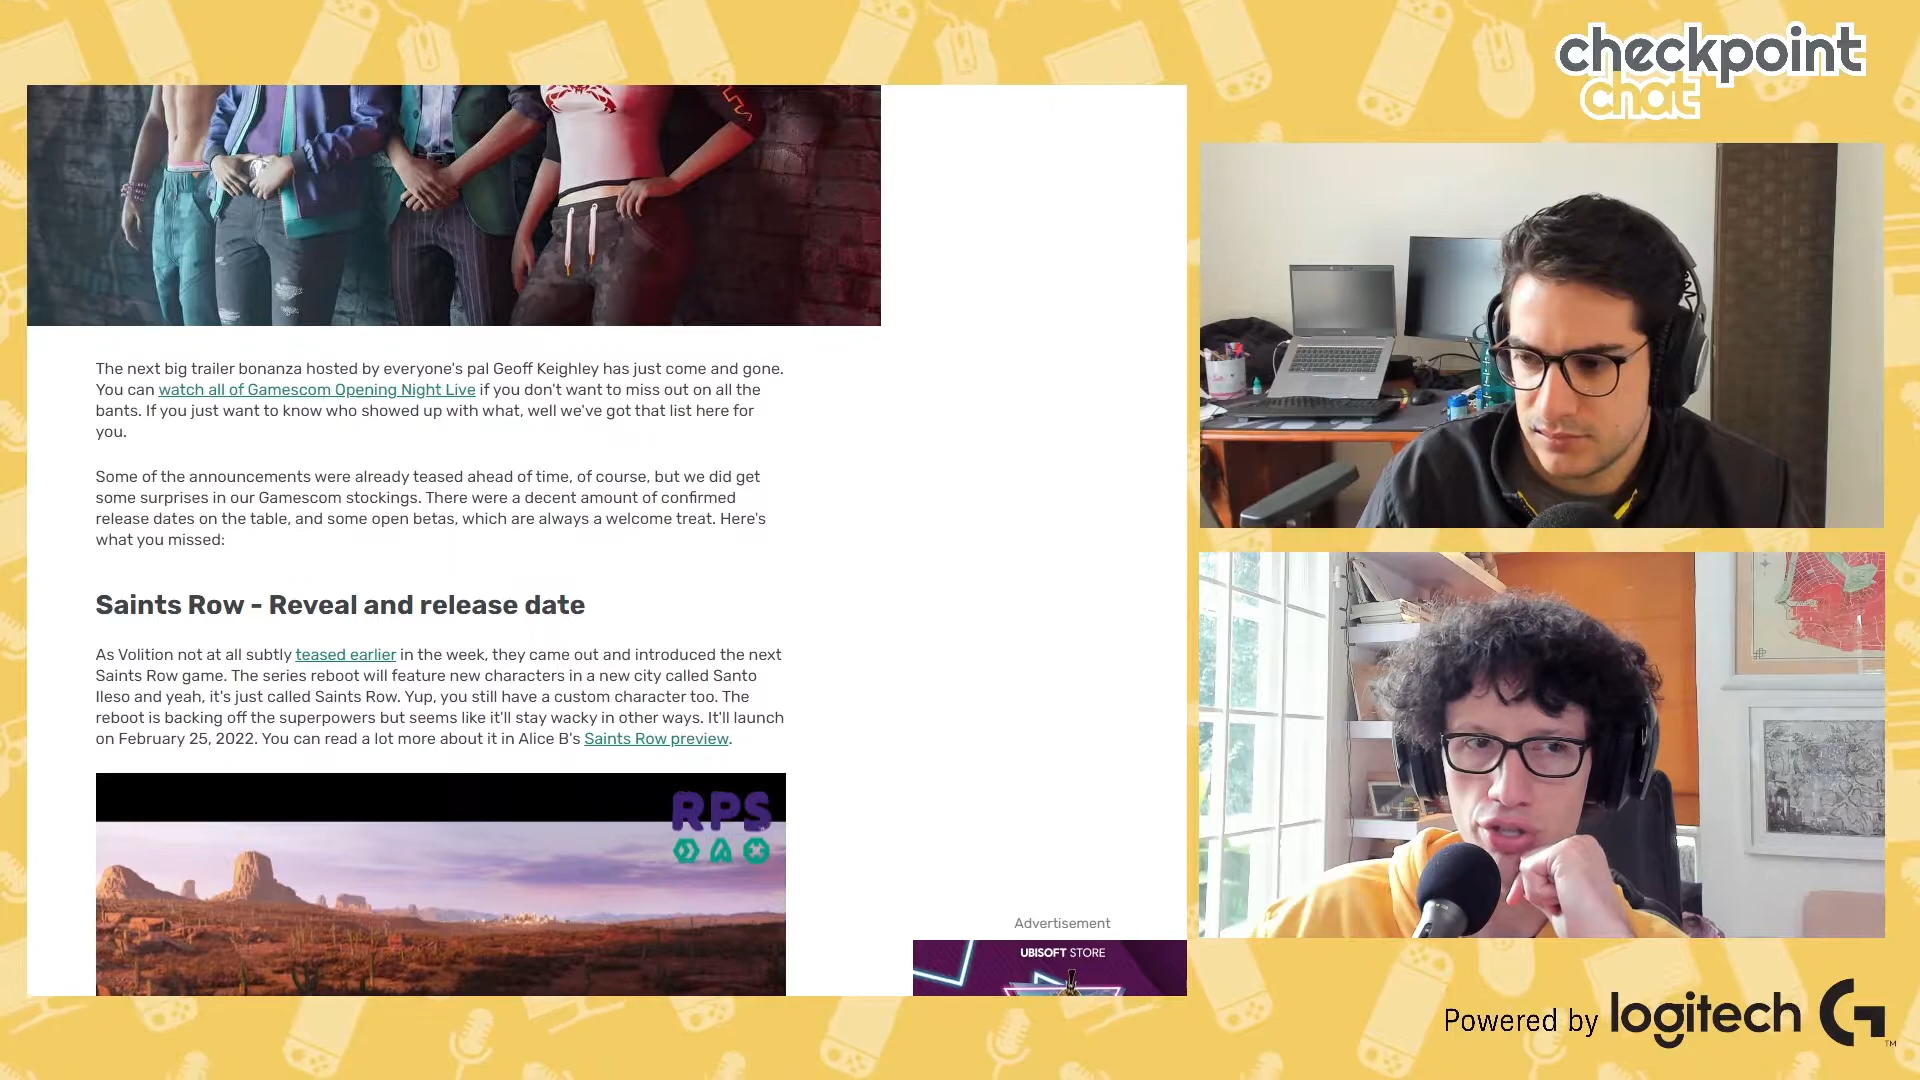 checkpoint
chat
The next big trailer bonanza hosted by everyone's pal Geoff Keighley has just come and gone.
You can watch all of Gamescom Opening Night Live if you don't want to miss out on all the
bants. If you just want to know who showed up with what, well we've got that list here for
you.
Some of the announcements were already teased ahead of time, of course, but we did get
some surprises in our Gamescom stockings. There were a decent amount of confirmed
release dates on the table, and some open betas, which are always a welcome treat. Here's
what you missed:
Saints Row - Reveal and release date
As Volition not at all subtly teased earlier in the week, they came out and introduced the next
Saints Row game. The series reboot will feature new characters in a new city called Santo
Ileso and yeah, it's just called Saints Row. Yup, you still have a custom character too. The
reboot is backing off the superpowers but seems like it'll stay wacky in other ways. It'll launch
on February 25, 2022. You can read a lot more about it in Alice B's Saints Row preview.
RPS
Advertisement
UBISOFT STORE
Powered by logitech G
TM